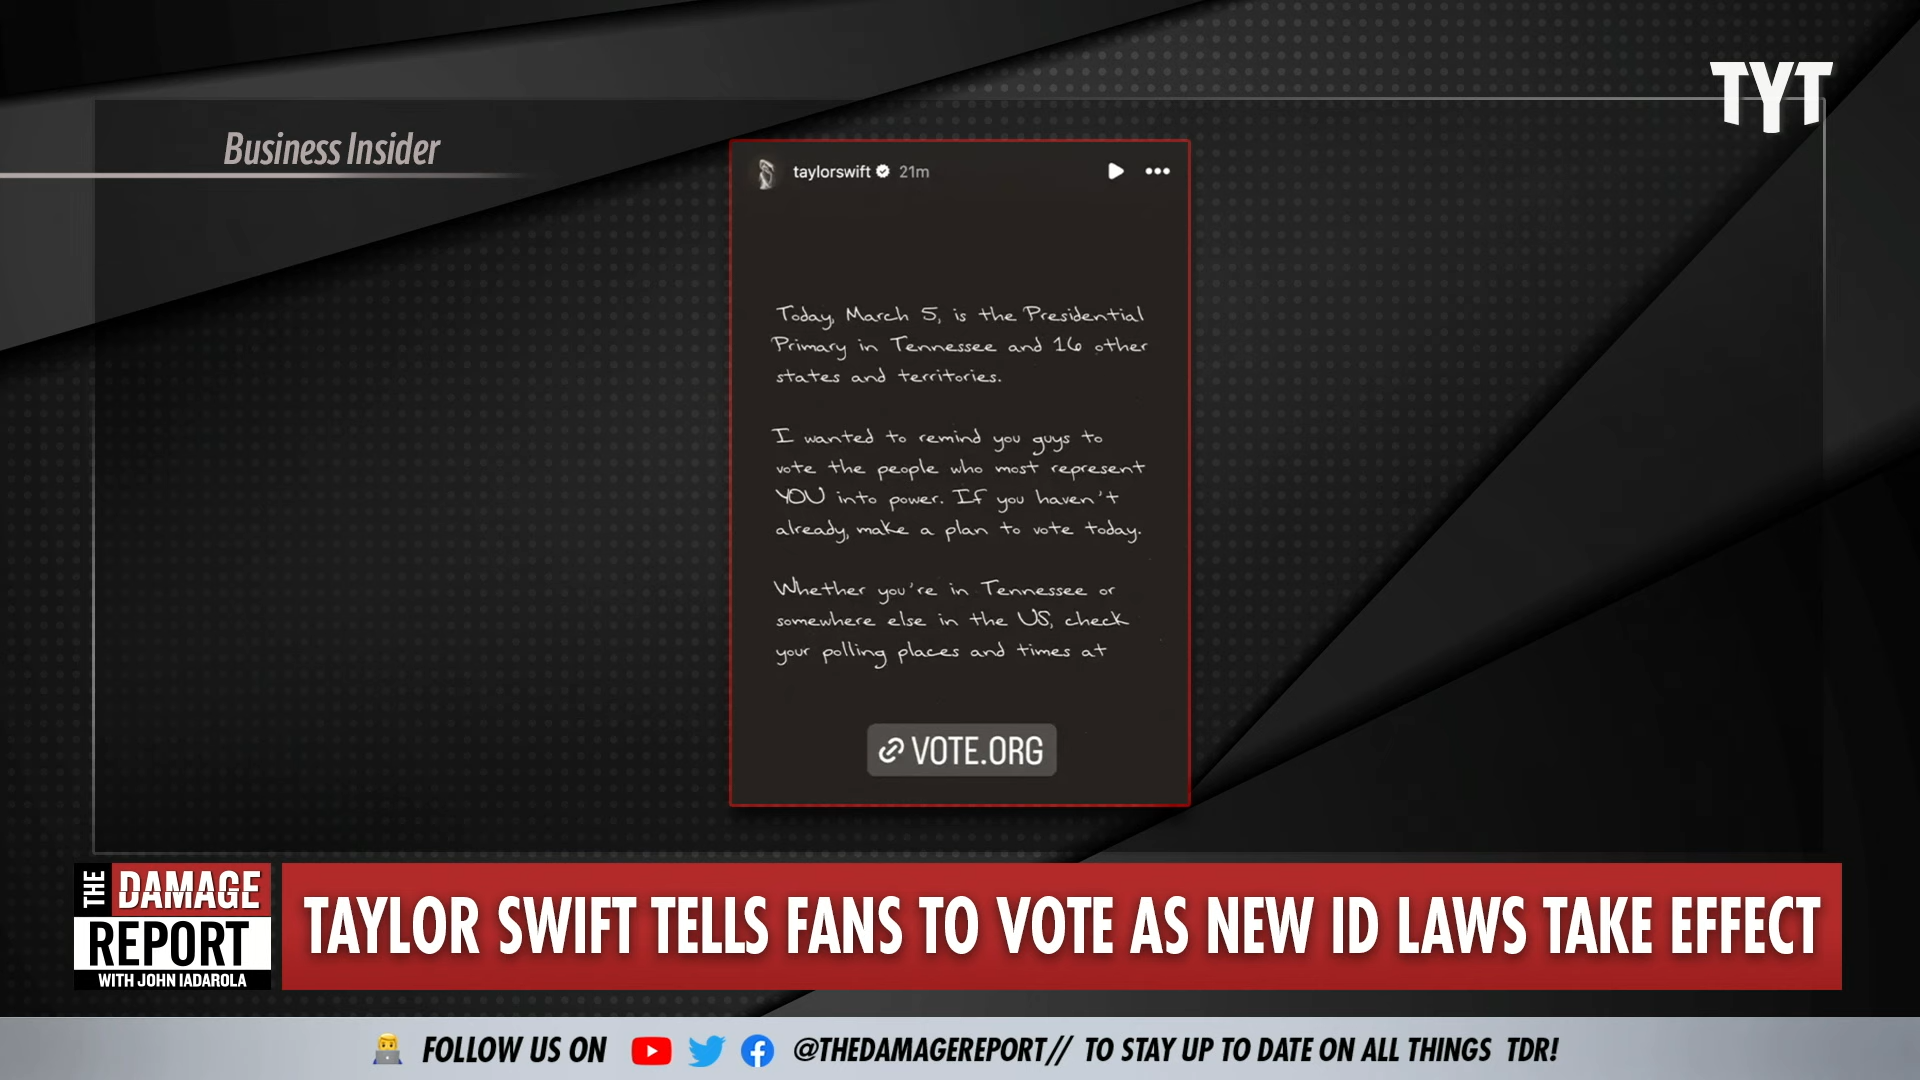 TYT
Business Insider
taylorswift 21m
Today, March 5, is the Presidential
Primary in Tennessee and 16 other
states and territories.
I wanted to remind you guys to
vote the people who most represent
YOU into power. If you haven't
already, make a plan to vote today.
Whether you're in Tennessee or
somewhere else in the US, check
your polling places and times at
VOTE.ORG
THE DAMAGE
REPORT
WITH JOHN IADAROLA
TAYLOR SWIFT TELLS FANS TO VOTE AS NEW ID LAWS TAKE EFFECT
FOLLOW US ON @THEDAMAGEREPORT// TO STAY UP TO DATE ON ALL THINGS TDR!